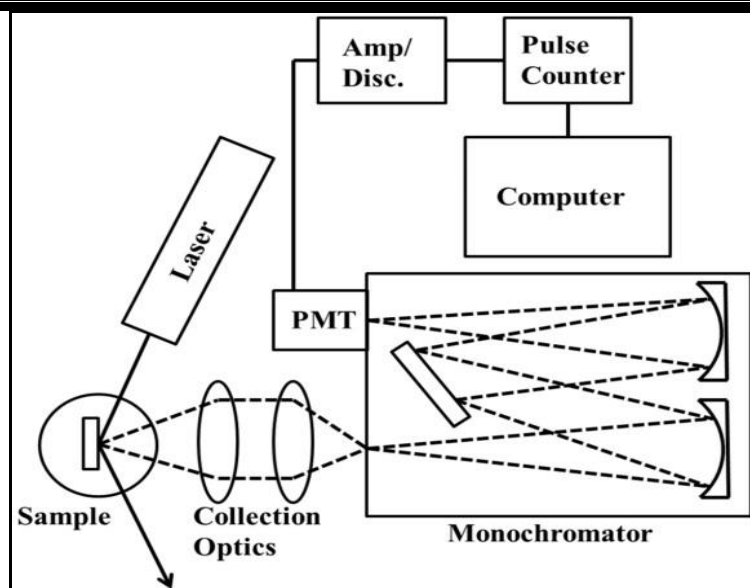 Amp/
Disc.
Pulse
Counter
Computer
Laser
PMT
Sample
Collection
Optics
Monochromator